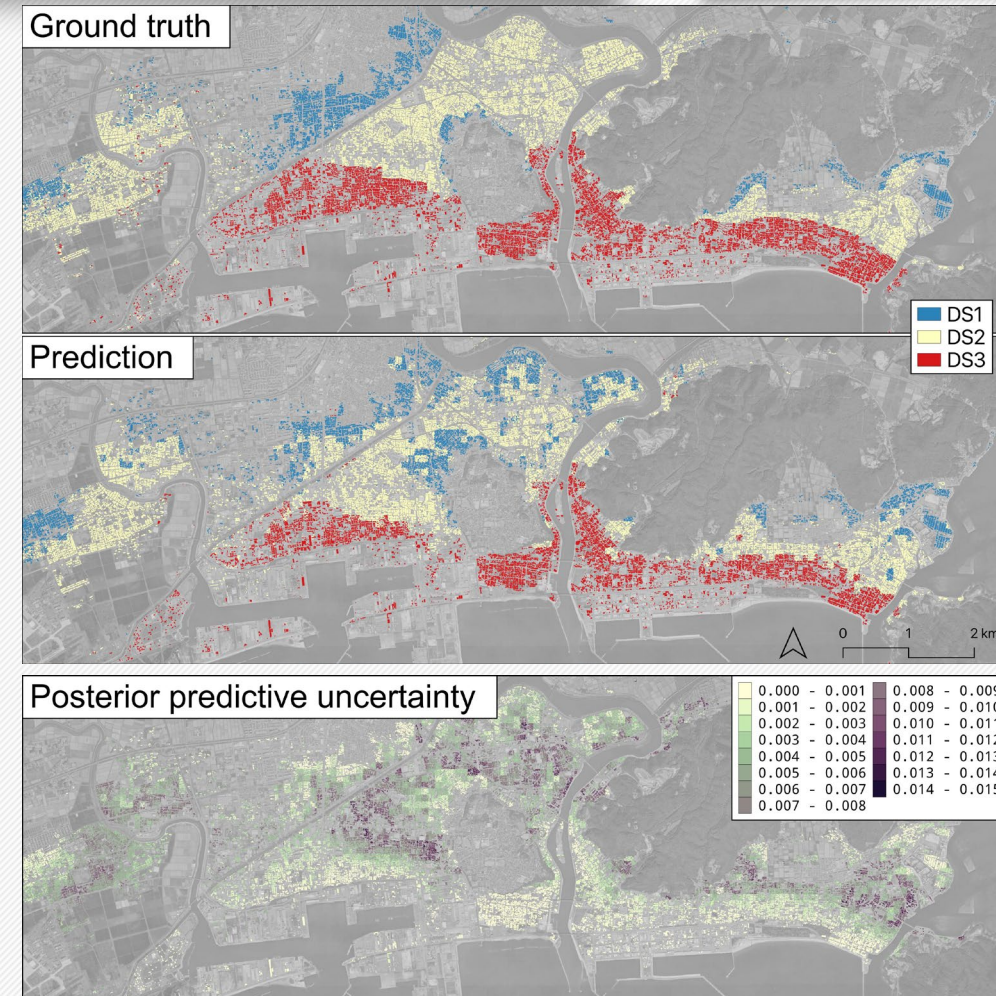 Ground truth
DS1
DS2
DS3
Prediction
0 1 2 km
Posterior predictive uncertainty
0.000 - 0.001
0.001 - 0.002
0.002 - 0.003
0.003 - 0.004
0.004 - 0.005
0.005 - 0.006
0.006 - 0.007
0.007 - 0.008
0.008 - 0.009
0.009 - 0.010
0.010 - 0.011
0.011 - 0.012
0.012 - 0.013
0.013 - 0.014
0.014 - 0.015